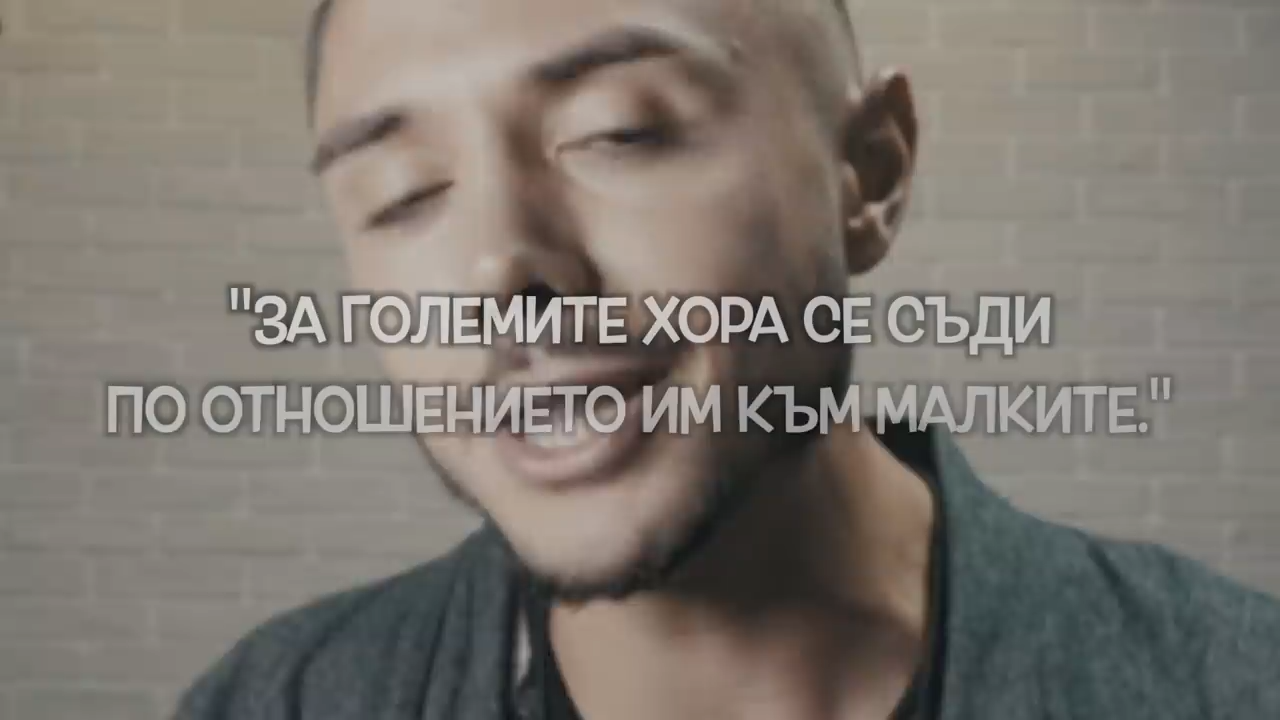 "ЗА ГОЛЕМИТЕ ХОРА СЕ СЪДИ
ПО ОТНОШЕНИЕТО ИМ КЪМ МАЛКИТЕ."